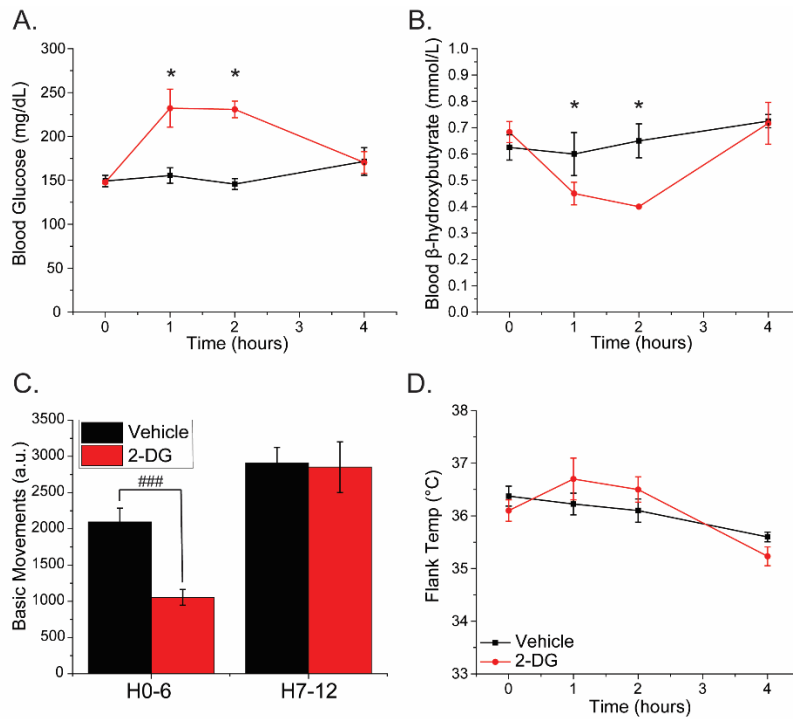 A.
Blood Glucose (mg/dL)
300
250
200
150
100
50
0
* *
0 1 2 3 4
Time (hours)
B.
Blood β-hydroxybutyrate (mmol/L)
1.0
0.9
0.8
0.7
0.6
0.5
0.4
0.3
0.2
0.1
0.0
* *
0 1 2 3 4
Time (hours)
C.
Basic Movements (a.u.)
3500
3000
2500
2000
1500
1000
500
0
Vehicle
2-DG
###
H0-6 H7-12
D.
Flank Temp (°C)
38
37
36
35
34
33
Vehicle
2-DG
0 1 2 3 4
Time (hours)